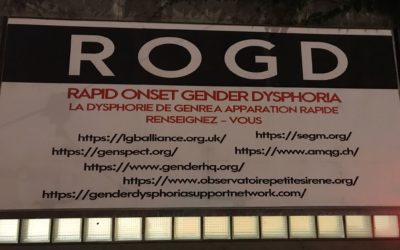 ROGD
RAPID ONSET GENDER DYSPHORIA
LA DYSPHORIE DE GENRE A APPARATION RAPIDE
RENSEIGNEZ - VOUS
https://lgballiance.org.uk/ https://segm.org/
https://genspect.org/ https://www.amqg.ch/
https://www.genderhq.org/
https://www.observatoirepetitesirene.org/
https://genderdysphoriasupportnetwork.com/